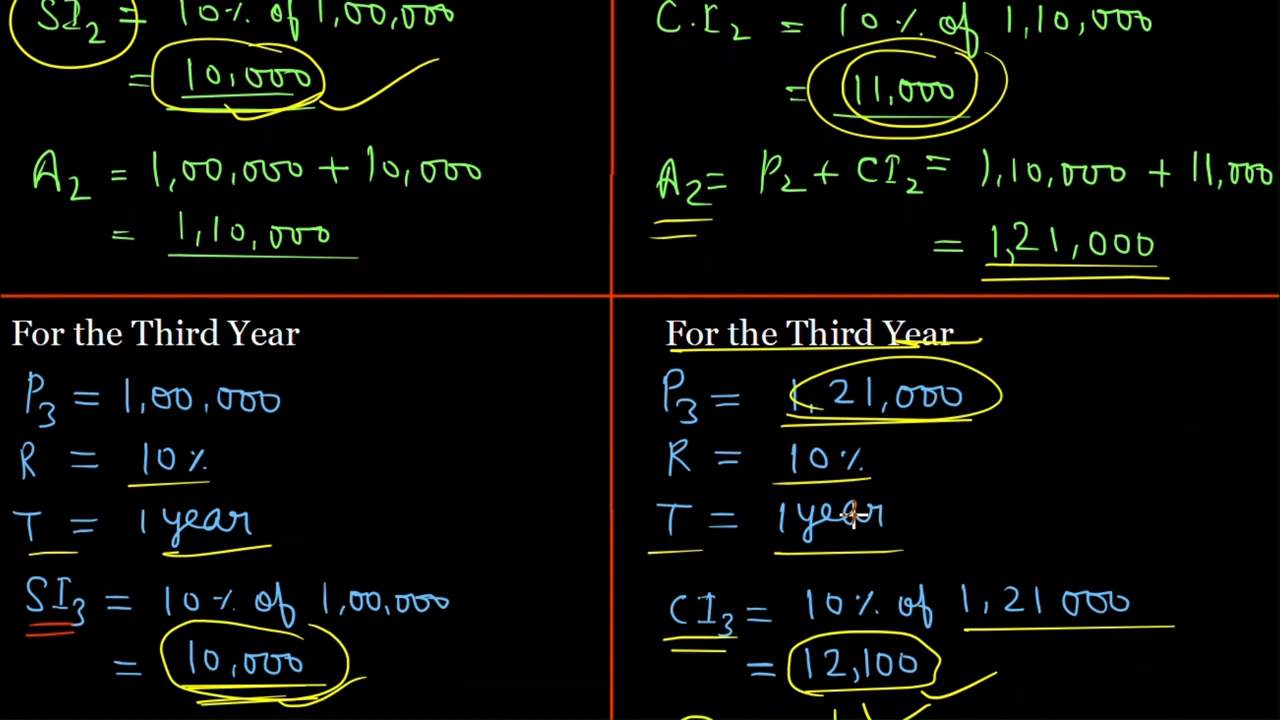 SI2 = 10% of 1,00,000
= 10,000
A2 = 1,00,000 + 10,000
= 1,10,000
C.I2 = 10% of 1,10,000
= 11,000
A2 = P2 + CI2 = 1,10,000 + 11,000
= 1,21,000
For the Third Year
P3 = 1,00,000
R = 10%
T = 1 year
SI3 = 10% of 1,00,000
= 10,000
For the Third Year
P3 = 1,21,000
R = 10%
T = 1 year
CI3 = 10% of 1,21 000
= 12,100